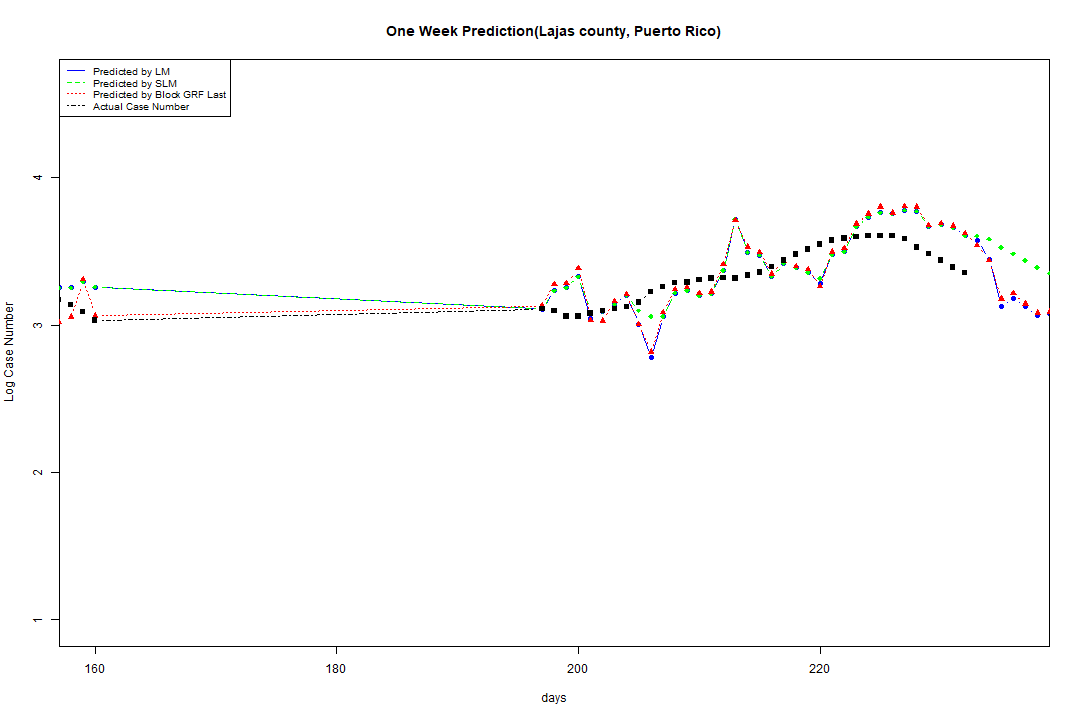 One Week Prediction(Lajas county, Puerto Rico)
Predicted by LM
Predicted by SLM
Predicted by Block GRF Last
Actual Case Number
4
3
2
1
Log Case Number
160 180 200 220
days